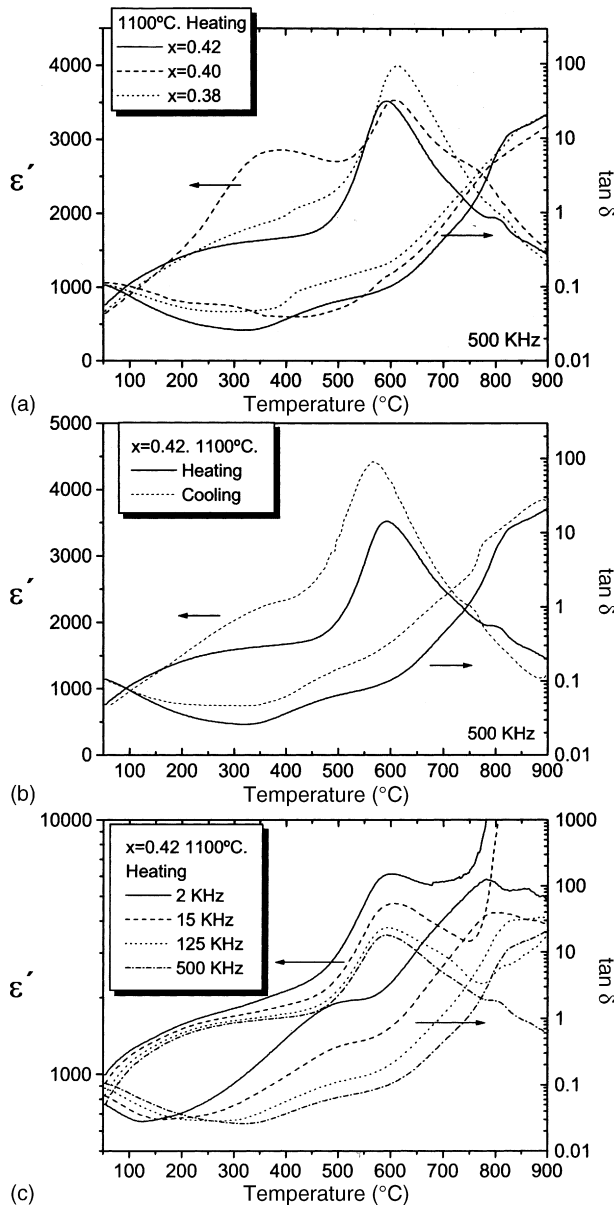 1100ºC. Heating
x=0.42
x=0.40
x=0.38
4000
3000
2000
1000
0
ε´
100
10
1
0.1
0.01
tan δ
500 KHz
100 200 300 400 500 600 700 800 900
Temperature (°C)
(a)
x=0.42. 1100ºC.
Heating
Cooling
5000
4000
3000
2000
1000
0
ε´
100
10
1
0.1
0.01
tan δ
500 KHz
100 200 300 400 500 600 700 800 900
Temperature (°C)
(b)
x=0.42 1100ºC.
Heating
2 KHz
15 KHz
125 KHz
500 KHz
10000
1000
ε´
1000
100
10
1
0.1
0.01
tan δ
100 200 300 400 500 600 700 800 900
Temperature (°C)
(c)